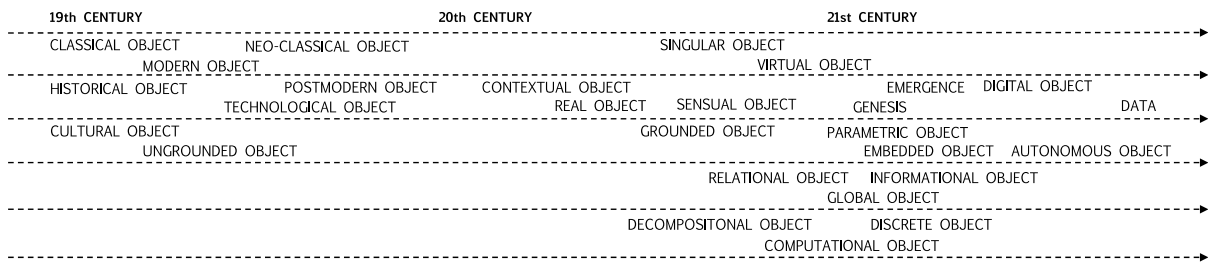 19th CENTURY 20th CENTURY 21st CENTURY
CLASSICAL OBJECT NEO-CLASSICAL OBJECT SINGULAR OBJECT
MODERN OBJECT VIRTUAL OBJECT
HISTORICAL OBJECT POSTMODERN OBJECT CONTEXTUAL OBJECT EMERGENCE DIGITAL OBJECT
TECHNOLOGICAL OBJECT REAL OBJECT SENSUAL OBJECT GENESIS DATA
CULTURAL OBJECT GROUNDED OBJECT PARAMETRIC OBJECT
UNGROUNDED OBJECT EMBEDDED OBJECT AUTONOMOUS OBJECT
RELATIONAL OBJECT INFORMATIONAL OBJECT
GLOBAL OBJECT
DECOMPOSITONAL OBJECT DISCRETE OBJECT
COMPUTATIONAL OBJECT